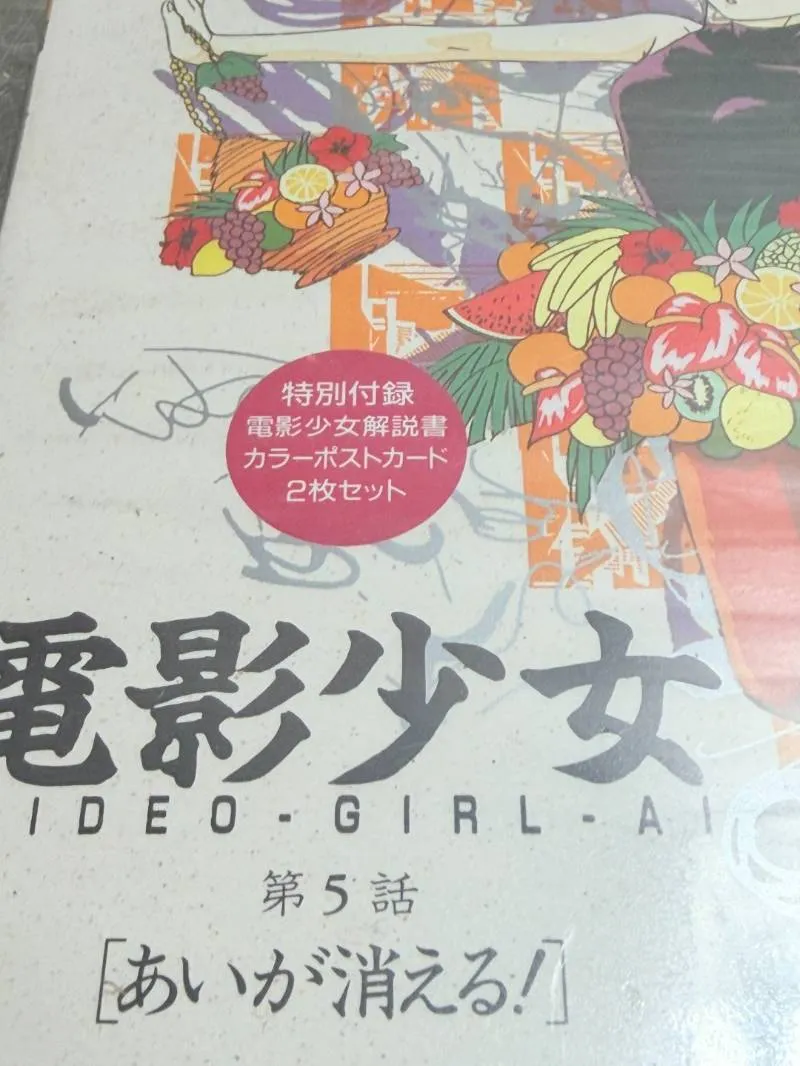 特別付録
電影少女解説書
カラーポストカード
2枚セット
電影少女
IDEO-GIRL-AI
第5話
[あいが消える!]